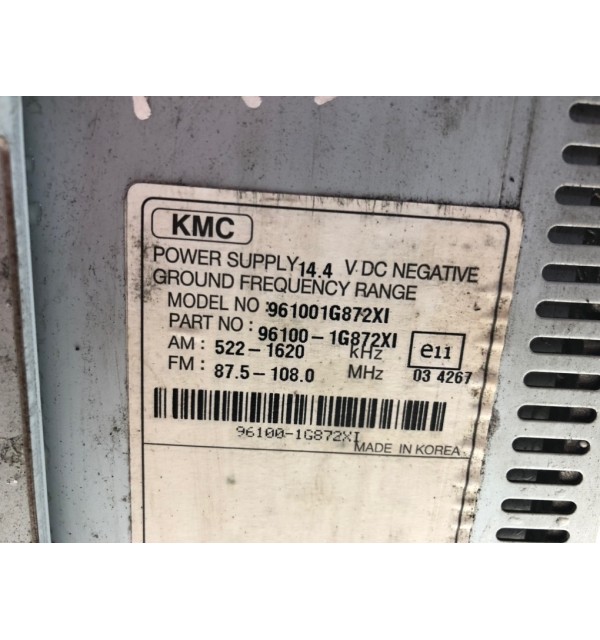 KMC
POWER SUPPLY 14.4 V DC NEGATIVE
GROUND FREQUENCY RANGE
MODEL NO : 961001G872XI
PART NO : 96100-1G872XI
AM : 522-1620 kHz
FM : 87.5-108.0 MHz
e11
03 4267
96100-1G872XI
MADE IN KOREA